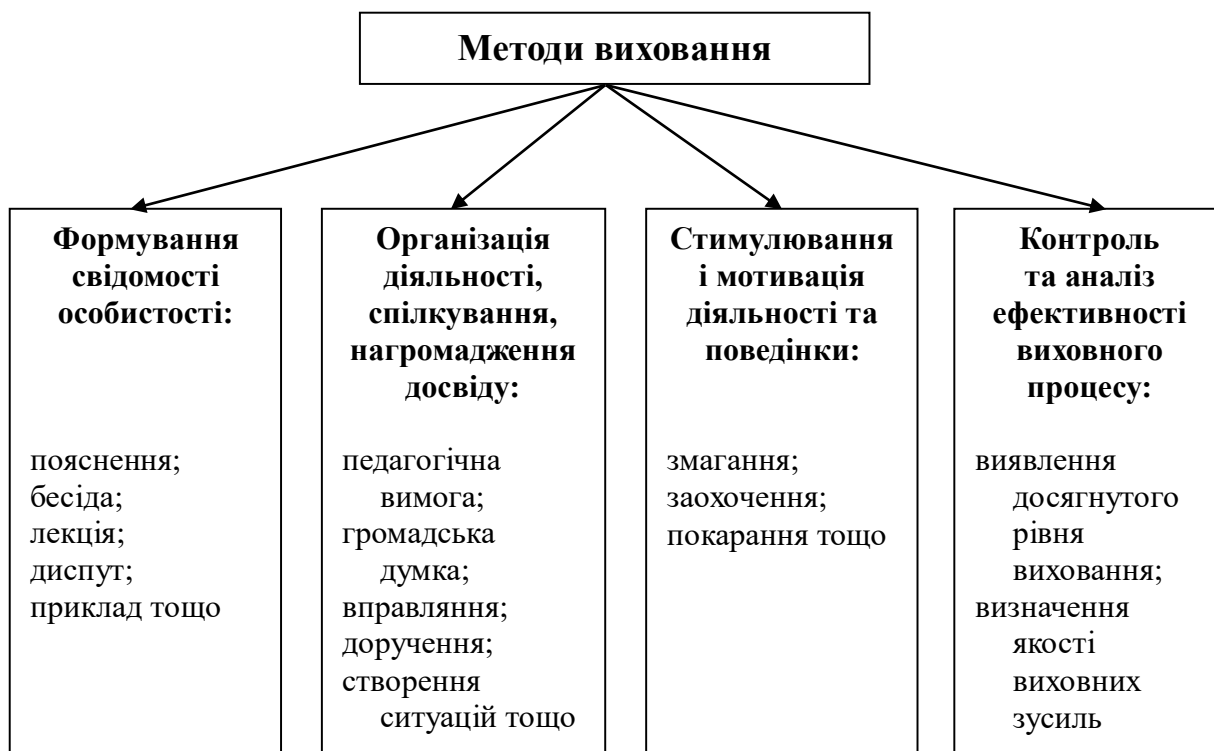 Методи виховання
Формування
свідомості
особистості:
пояснення;
бесіда;
лекція;
диспут;
приклад тощо
Організація
діяльності,
спілкування,
нагромадження
досвіду:
педагогічна
вимога;
громадська
думка;
вправляння;
доручення;
створення
ситуацій тощо
Стимулювання
і мотивація
діяльності та
поведінки:
змагання;
заохочення;
покарання тощо
Контроль
та аналіз
ефективності
виховного
процесу:
виявлення
досягнутого
рівня
виховання;
визначення
якості
виховних
зусиль